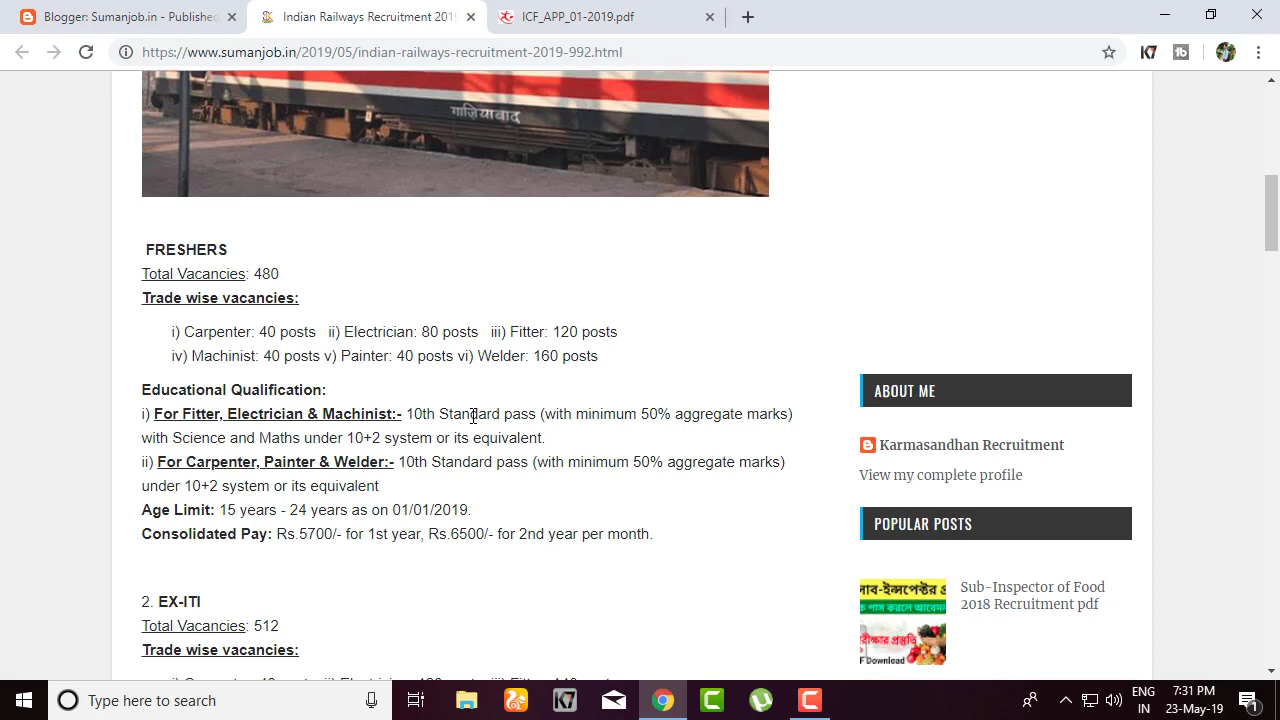 Blogger: Sumanjob.in - Published
Indian Railways Recruitment 2019
ICF_APP_01-2019.pdf
https://www.sumanjob.in/2019/05/indian-railways-recruitment-2019-992.html
गाज़ियाबाद
FRESHERS
Total Vacancies: 480
Trade wise vacancies:
i) Carpenter: 40 posts ii) Electrician: 80 posts iii) Fitter: 120 posts
iv) Machinist: 40 posts v) Painter: 40 posts vi) Welder: 160 posts
Educational Qualification:
i) For Fitter, Electrician & Machinist:- 10th Standard pass (with minimum 50% aggregate marks)
with Science and Maths under 10+2 system or its equivalent.
ii) For Carpenter, Painter & Welder:- 10th Standard pass (with minimum 50% aggregate marks)
under 10+2 system or its equivalent
Age Limit: 15 years - 24 years as on 01/01/2019.
Consolidated Pay: Rs.5700/- for 1st year, Rs.6500/- for 2nd year per month.
2. EX-ITI
Total Vacancies: 512
Trade wise vacancies:
ABOUT ME
Karmasandhan Recruitment
View my complete profile
POPULAR POSTS
Sub-Inspector of Food
2018 Recruitment pdf
পরীক্ষার প্রস্তুতি
Download
Type here to search
K7
ENG
IN
7:31 PM
23-May-19
1